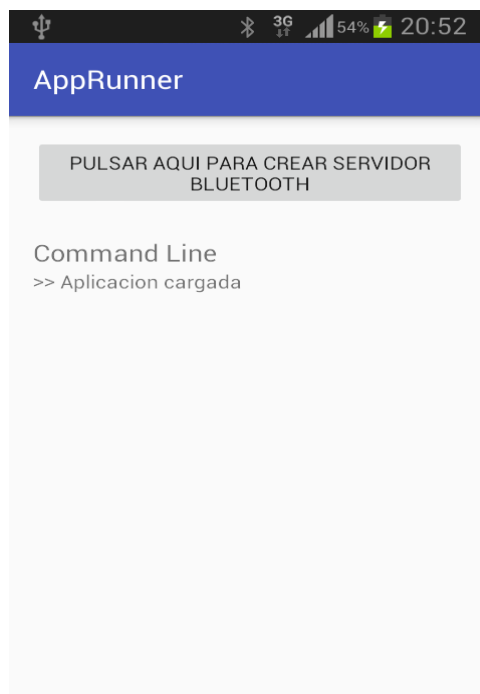 3G 54% 20:52
AppRunner
PULSAR AQUI PARA CREAR SERVIDOR
BLUETOOTH
Command Line
>> Aplicacion cargada